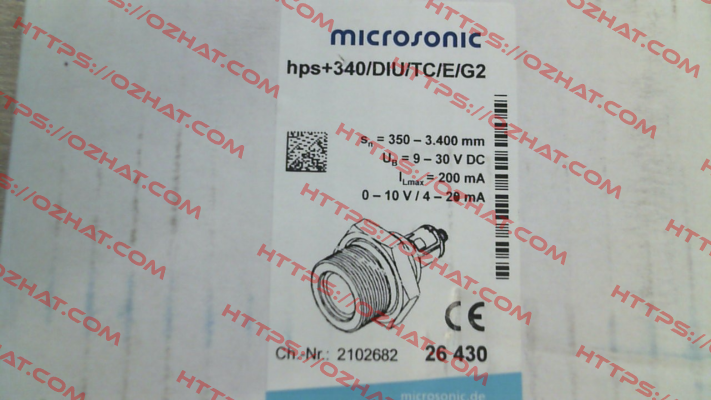 microsonic
hps+340/DIU/TC/E/G2
sn = 350 – 3.400 mm
UB = 9 – 30 V DC
ILmax = 200 mA
0 – 10 V / 4 – 20 mA
CE
Ch.-Nr.: 2102682 26 430
microsonic.de
HTTPS://OZHAT.COM